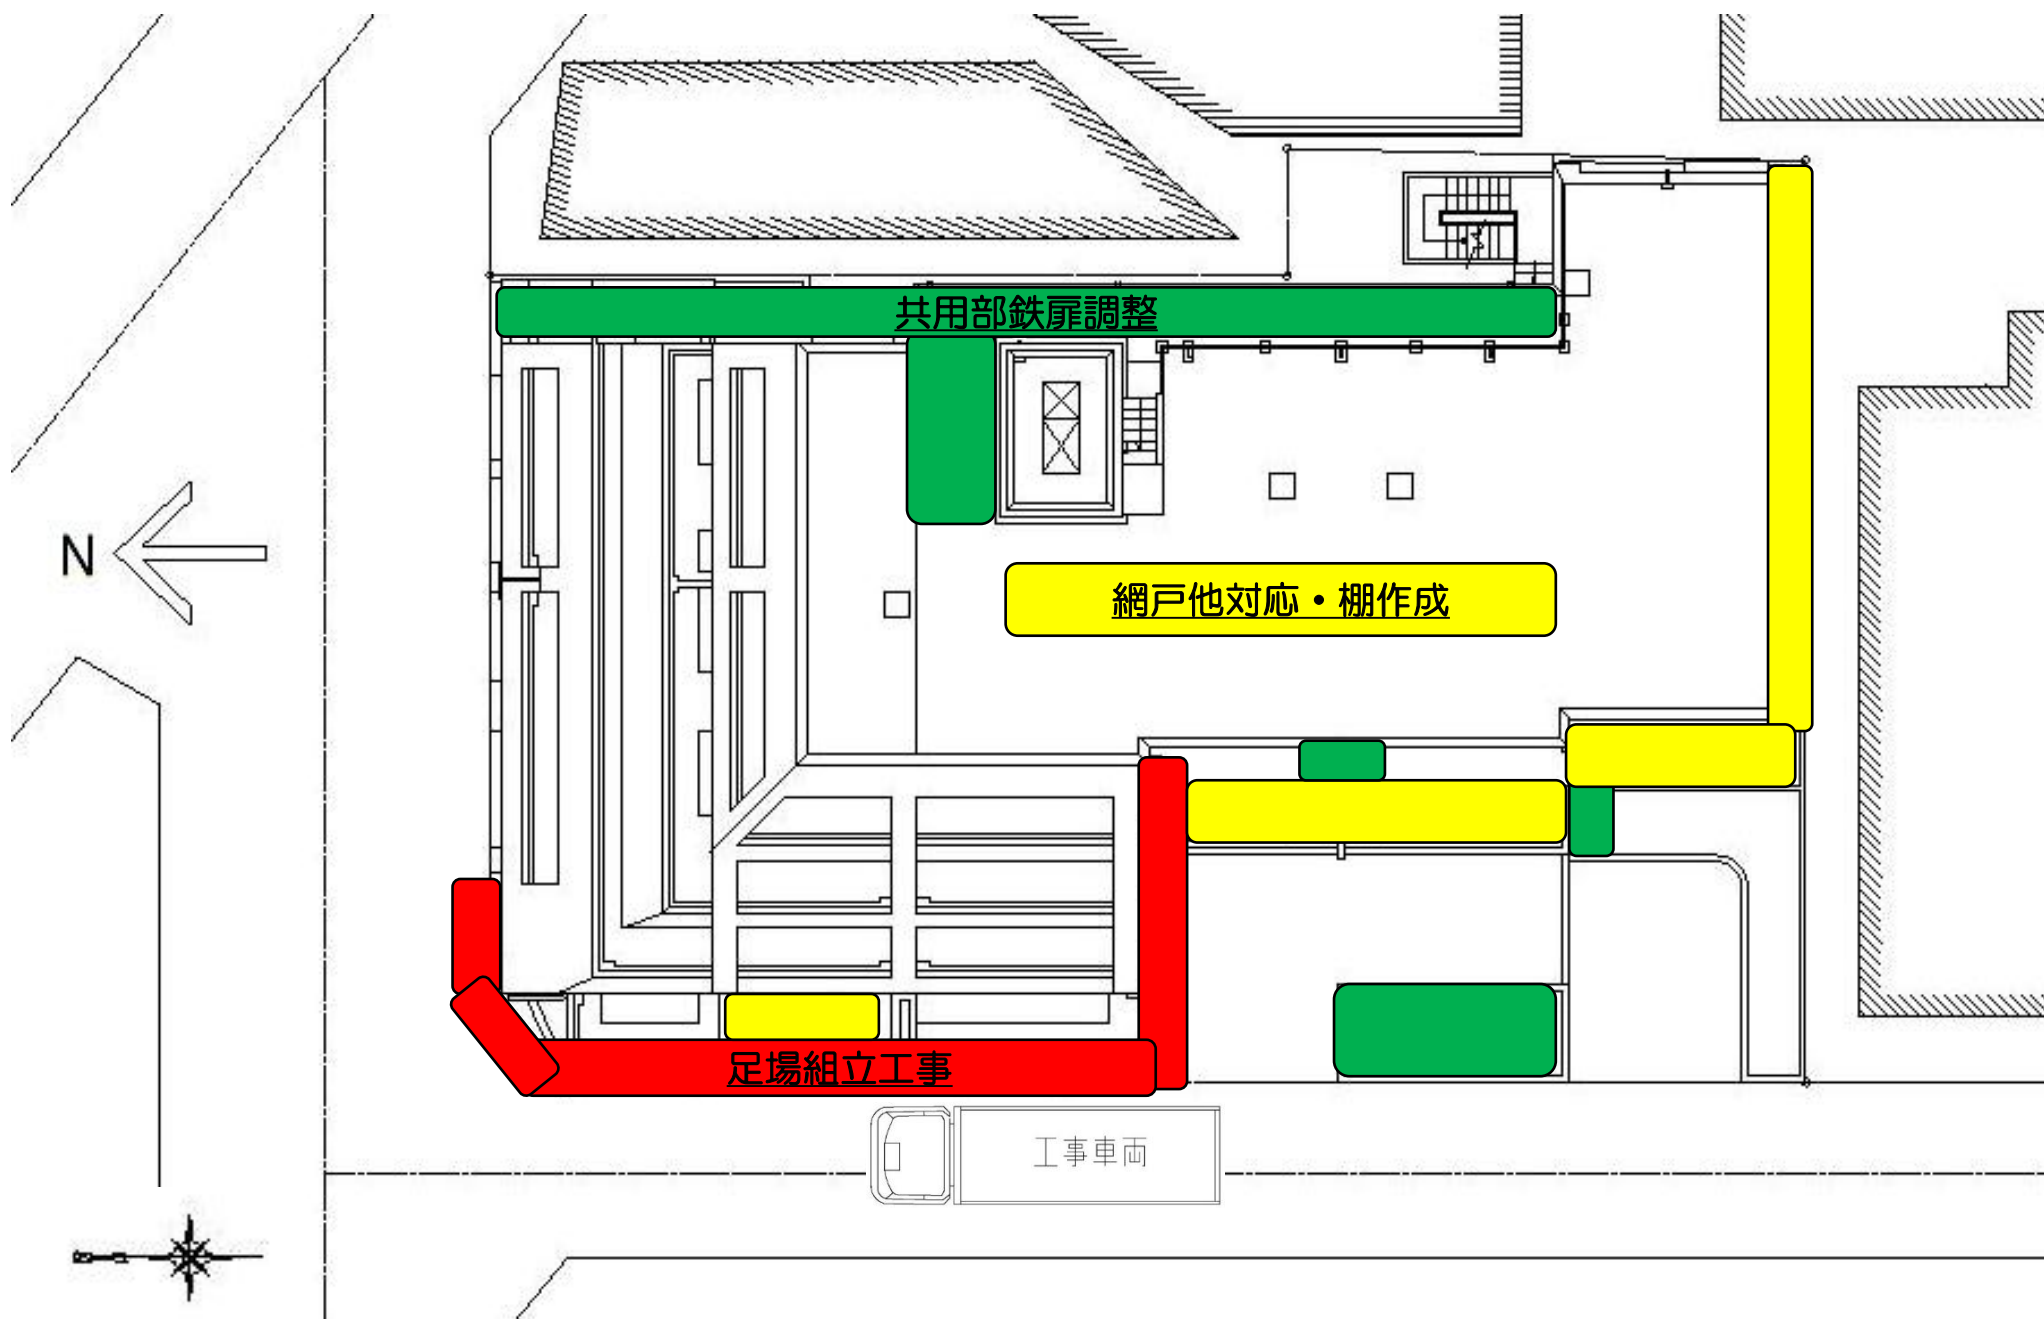 共用部鉄扉調整
N
網戸他対応・棚作成
足場組立工事
工事車両